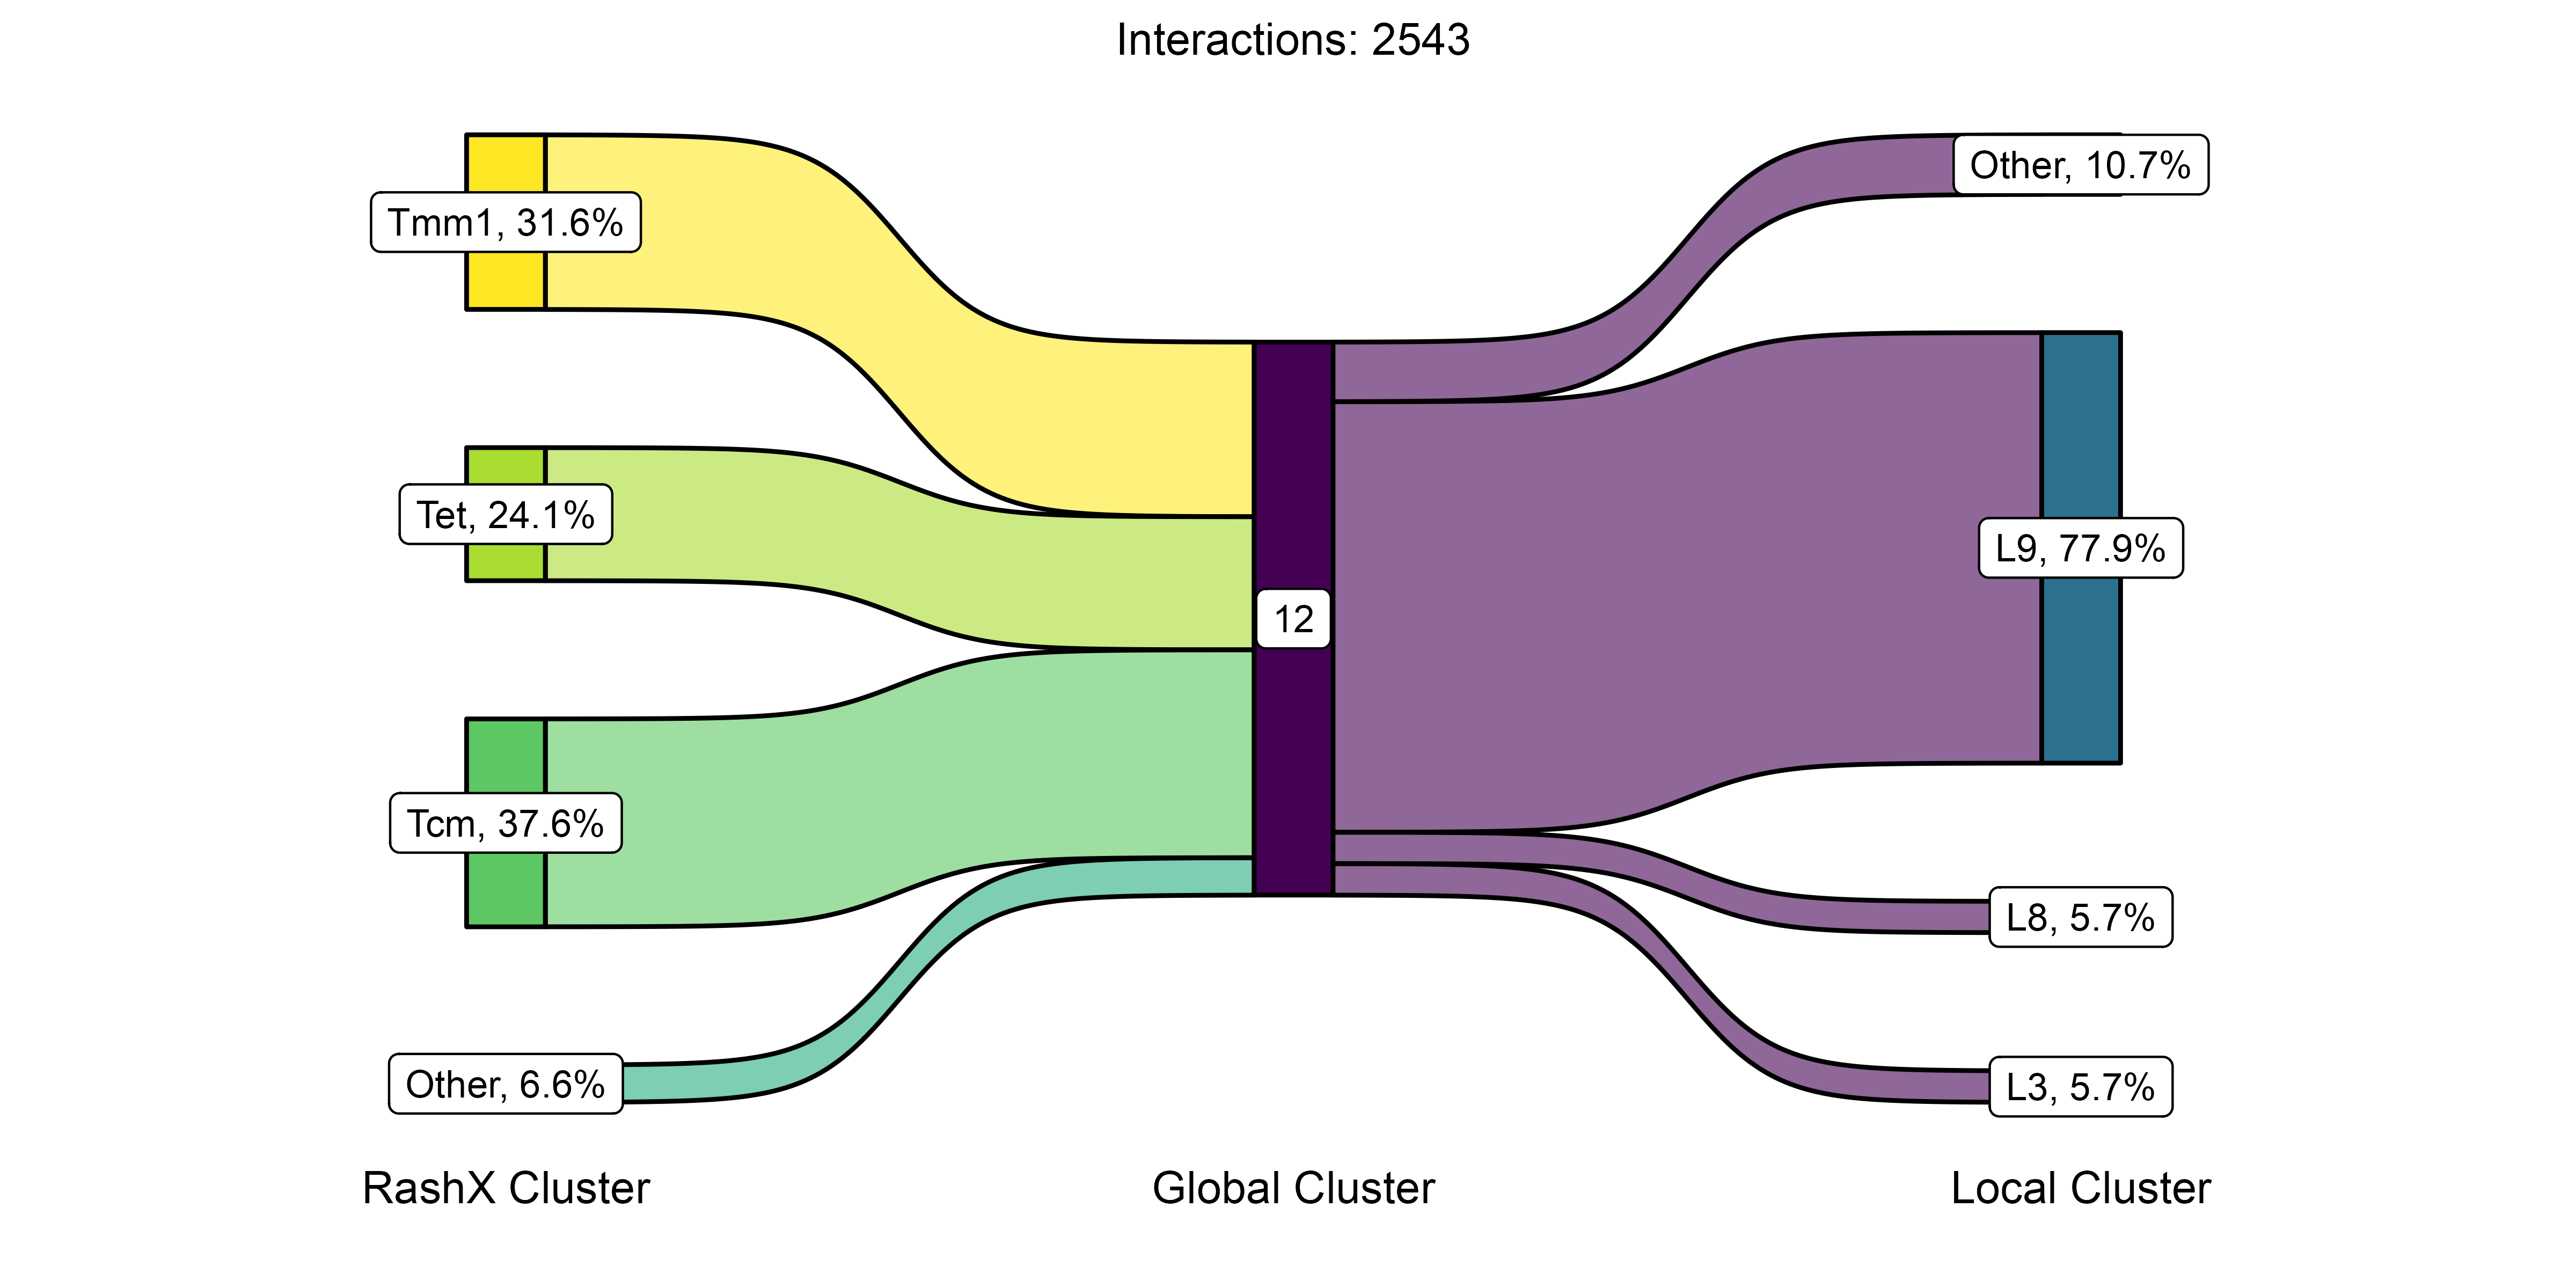 Interactions: 2543
Tmm1, 31.6%
Tet, 24.1%
Tcm, 37.6%
Other, 6.6%
12
Other, 10.7%
L9, 77.9%
L8, 5.7%
L3, 5.7%
RashX Cluster
Global Cluster
Local Cluster